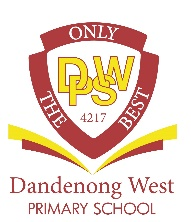 ONLY
THE BEST
DPSW
4217
Dandenong West
PRIMARY SCHOOL